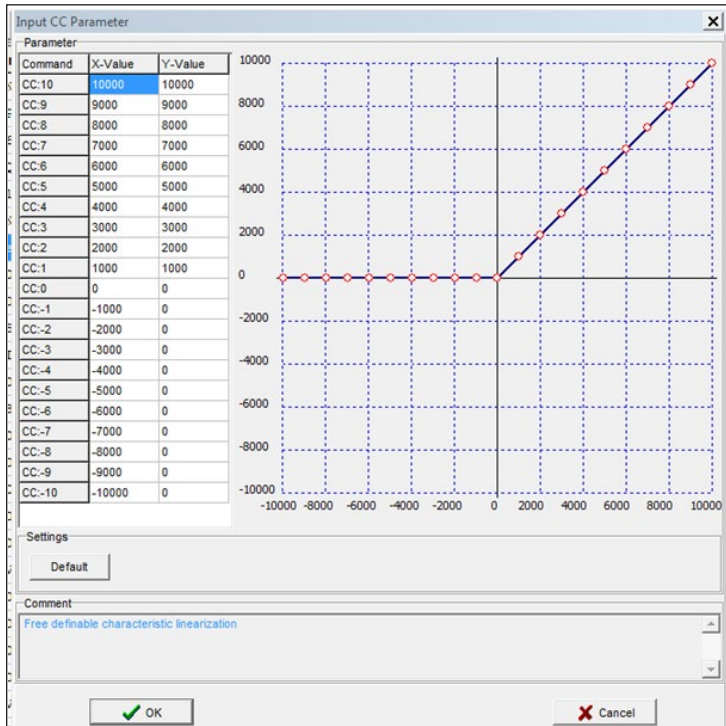 Input CC Parameter
Parameter
Command X-Value Y-Value
CC:10 10000 10000
CC:9 9000 9000
CC:8 8000 8000
CC:7 7000 7000
CC:6 6000 6000
CC:5 5000 5000
CC:4 4000 4000
CC:3 3000 3000
CC:2 2000 2000
CC:1 1000 1000
CC:0 0 0
CC:-1 -1000 0
CC:-2 -2000 0
CC:-3 -3000 0
CC:-4 -4000 0
CC:-5 -5000 0
CC:-6 -6000 0
CC:-7 -7000 0
CC:-8 -8000 0
CC:-9 -9000 0
CC:-10 -10000 0
10000
8000
6000
4000
2000
0
-2000
-4000
-6000
-8000
-10000
-10000 -8000 -6000 -4000 -2000 0 2000 4000 6000 8000 10000
Settings
Default
Comment
Free definable characteristic linearization
OK Cancel